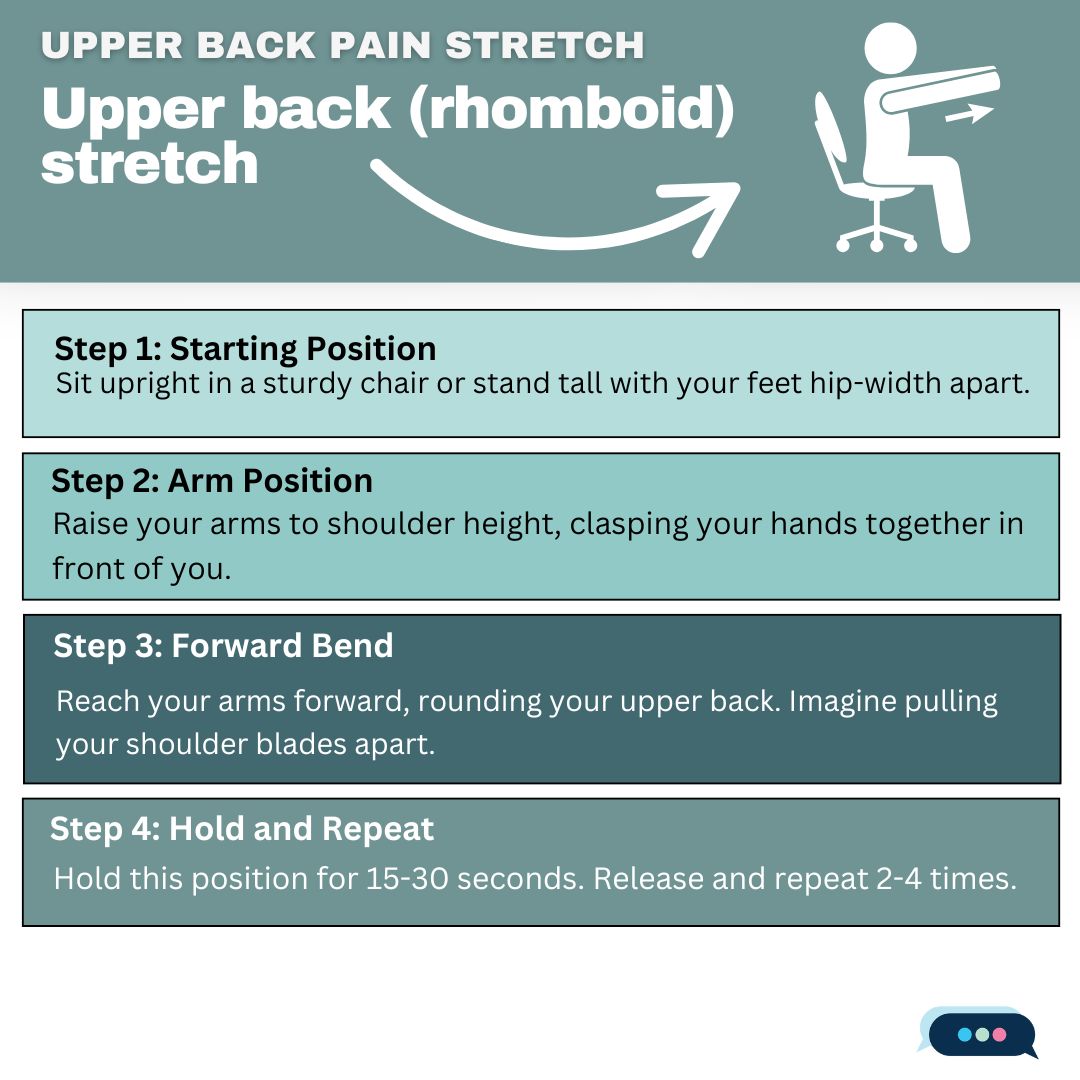 UPPER BACK PAIN STRETCH
Upper back (rhomboid)
stretch
Step 1: Starting Position
Sit upright in a sturdy chair or stand tall with your feet hip-width apart.
Step 2: Arm Position
Raise your arms to shoulder height, clasping your hands together in
front of you.
Step 3: Forward Bend
Reach your arms forward, rounding your upper back. Imagine pulling
your shoulder blades apart.
Step 4: Hold and Repeat
Hold this position for 15-30 seconds. Release and repeat 2-4 times.